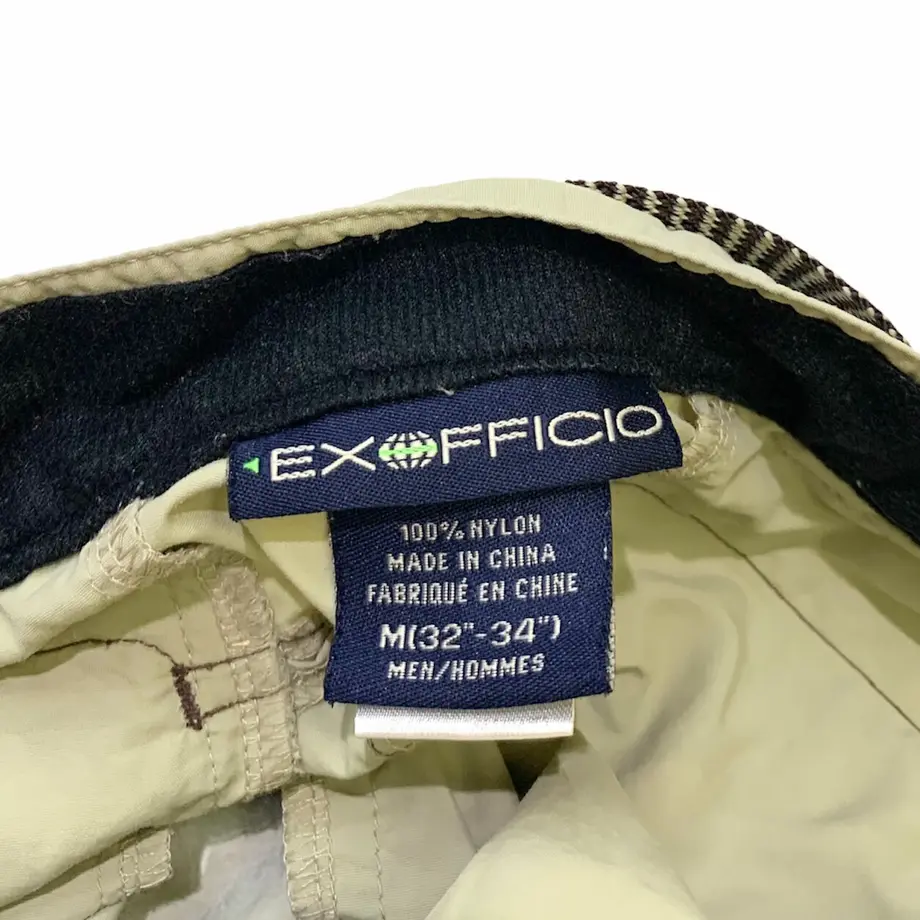 EXOFFICIO
100% NYLON
MADE IN CHINA
FABRIQUÉ EN CHINE
M(32"-34")
MEN/HOMMES